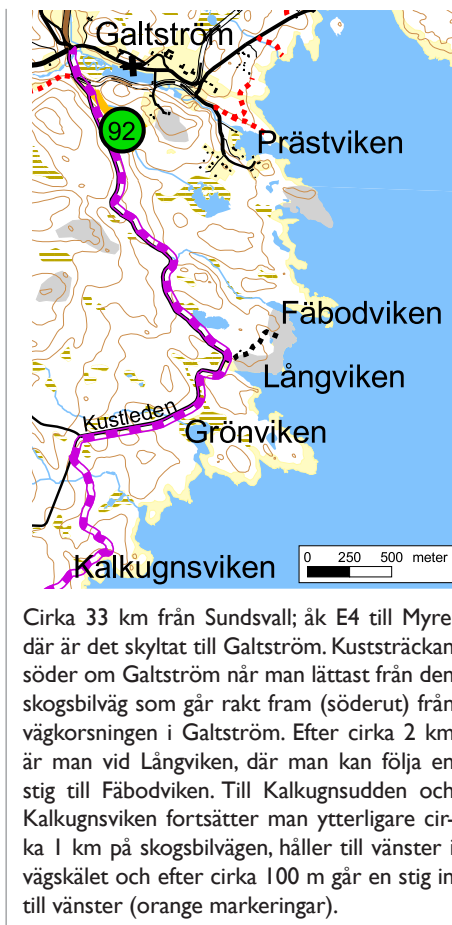 Galtström
92
Prästviken
Fäbodviken
Långviken
Kustleden
Grönviken
Kalkugnsviken
0 250 500 meter
Cirka 33 km från Sundsvall; åk E4 till Myre
där är det skyltat till Galtström. Kuststräckan
söder om Galtström når man lättast från den
skogsbilväg som går rakt fram (söderut) från
vägkorsningen i Galtström. Efter cirka 2 km
är man vid Långviken, där man kan följa en
stig till Fäbodviken. Till Kalkugnsudden och
Kalkugnsviken fortsätter man ytterligare cir-
ka 1 km på skogsbilvägen, håller till vänster i
vägskälet och efter cirka 100 m går en stig in
till vänster (orange markeringar).